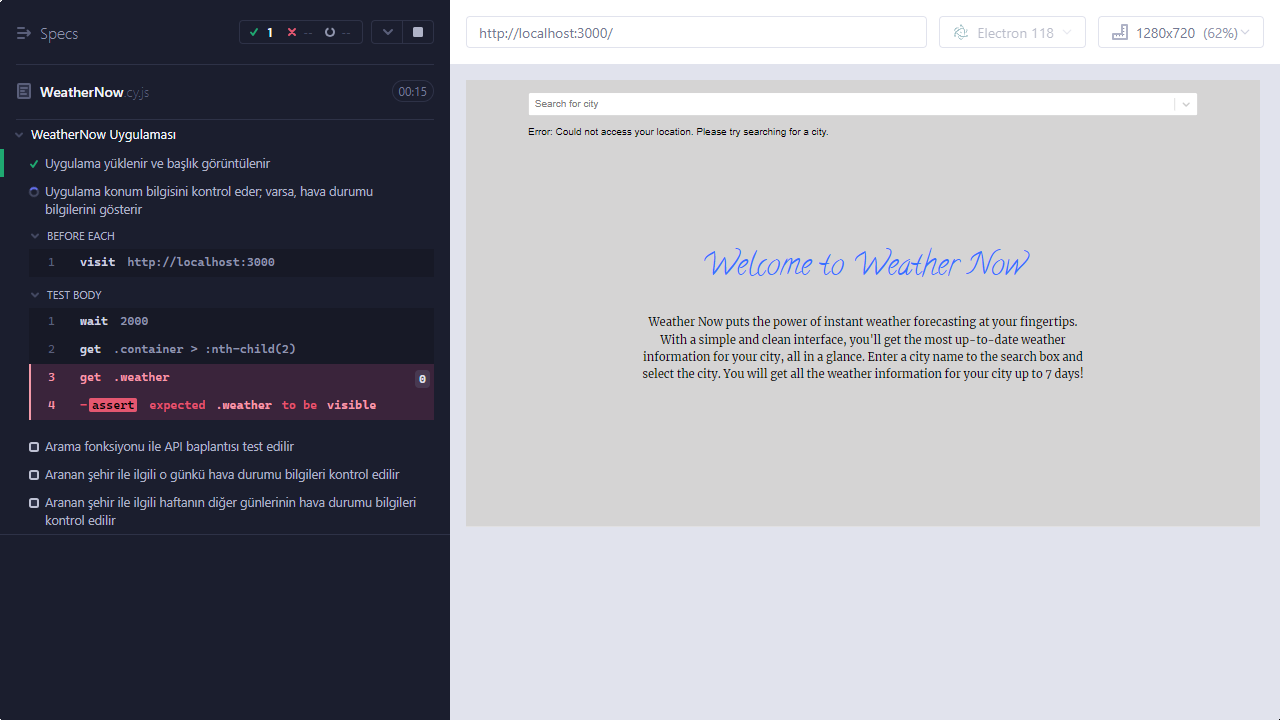 Specs
1
--
--
WeatherNow.cy.js
00:15
WeatherNow Uygulaması
Uygulama yüklenir ve başlık görüntülenir
Uygulama konum bilgisini kontrol eder; varsa, hava durumu
bilgilerini gösterir
BEFORE EACH
1 visit http://localhost:3000
TEST BODY
1 wait 2000
2 get .container > :nth-child(2)
3 get .weather 0
4 -assert expected .weather to be visible
Arama fonksiyonu ile API baplantısı test edilir
Aranan şehir ile ilgili o günkü hava durumu bilgileri kontrol edilir
Aranan şehir ile ilgili haftanın diğer günlerinin hava durumu bilgileri
kontrol edilir
http://localhost:3000/
Electron 118
1280x720 (62%)
Search for city
Error: Could not access your location. Please try searching for a city.
Welcome to Weather Now
Weather Now puts the power of instant weather forecasting at your fingertips.
With a simple and clean interface, you'll get the most up-to-date weather
information for your city, all in a glance. Enter a city name to the search box and
select the city. You will get all the weather information for your city up to 7 days!